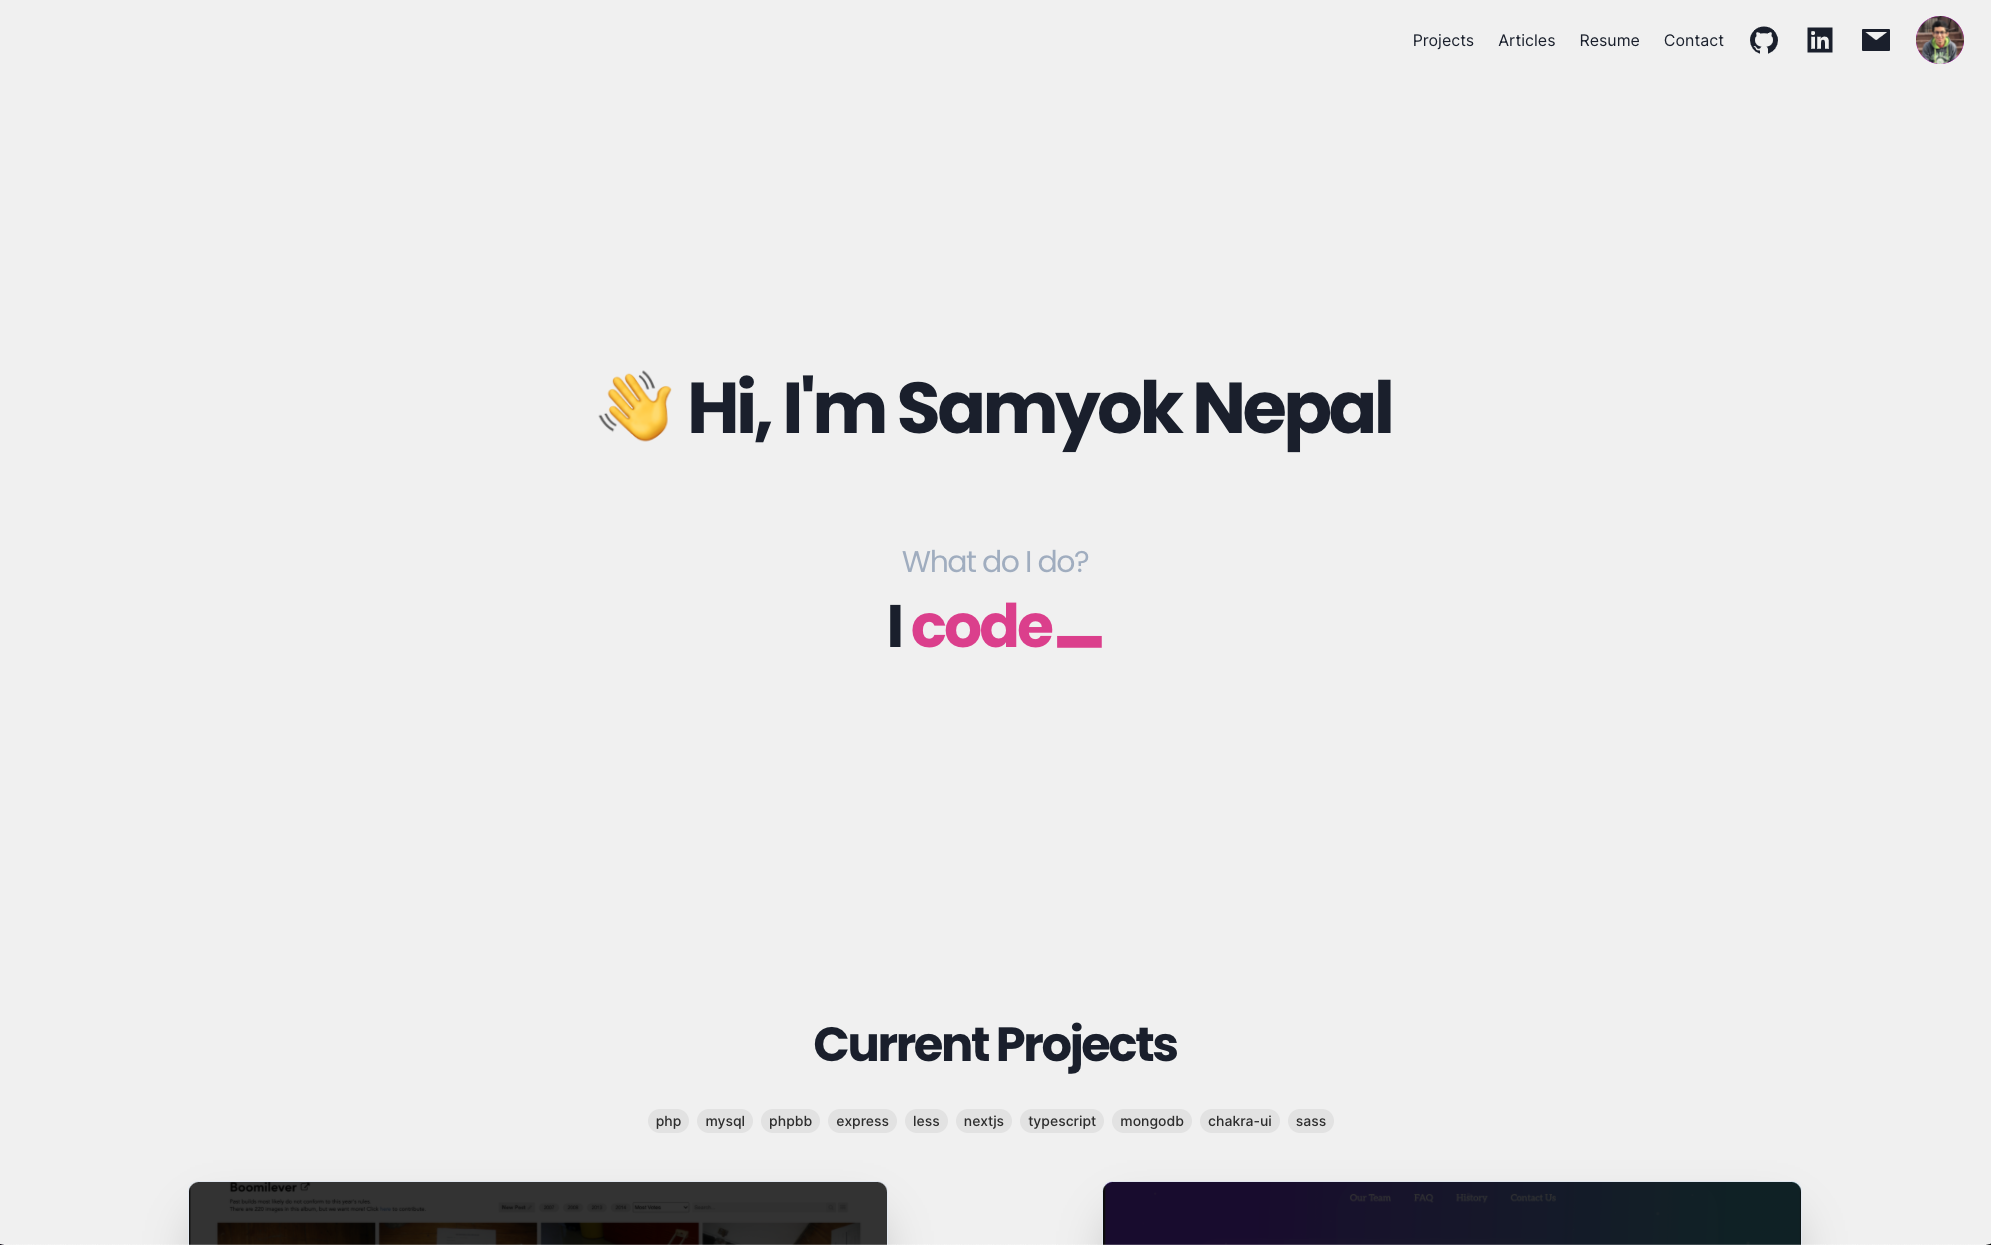 Projects Articles Resume Contact
👋 Hi, I'm Samyok Nepal
What do I do?
I code_
Current Projects
php mysql phpbb express less nextjs typescript mongodb chakra-ui sass
Boomilever
Our Team FAQ History Contact Us